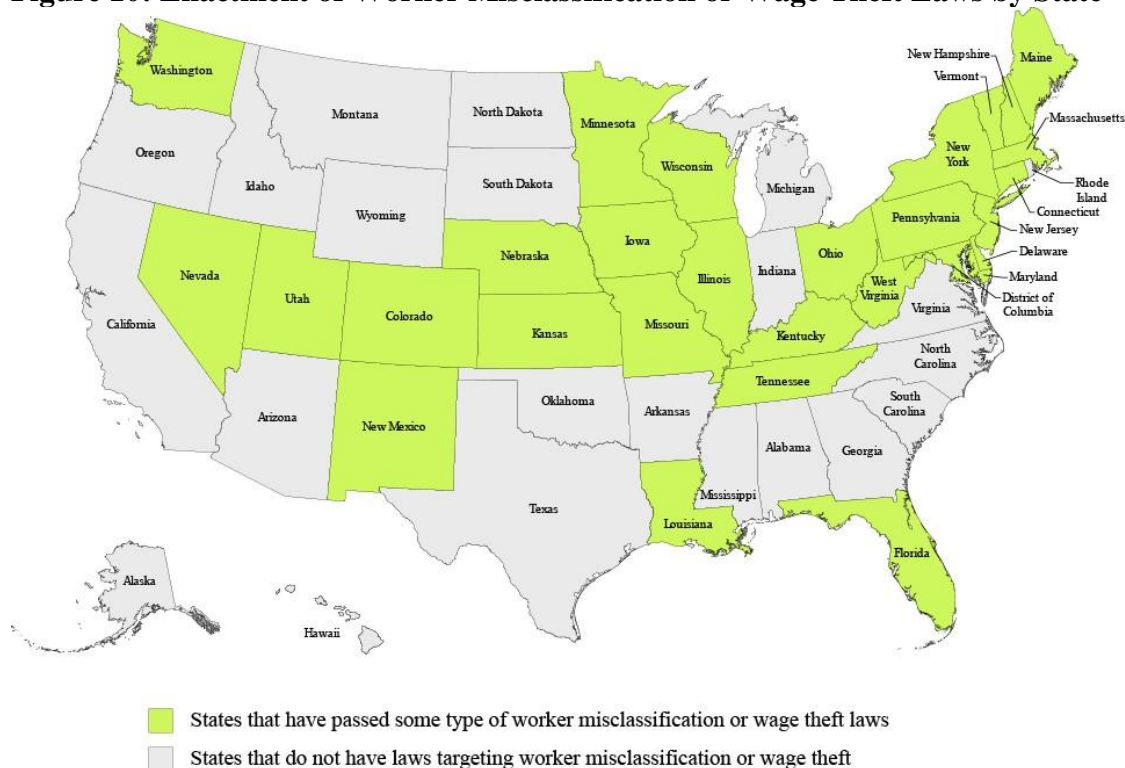 Enactment of Worker Misclassification or Wage Theft Laws by State
Washington
Oregon
California
Nevada
Idaho
Montana
Wyoming
Utah
Arizona
Colorado
New Mexico
North Dakota
South Dakota
Nebraska
Kansas
Oklahoma
Texas
Minnesota
Iowa
Missouri
Arkansas
Louisiana
Wisconsin
Illinois
Michigan
Indiana
Ohio
Kentucky
Tennessee
Mississippi
Alabama
Georgia
Florida
South
Carolina
North
Carolina
Virginia
West
Virginia
Pennsylvania
New
York
Vermont
New Hampshire
Maine
Massachusetts
Rhode
Island
Connecticut
New Jersey
Delaware
Maryland
District of
Columbia
Alaska
Hawaii
States that have passed some type of worker misclassification or wage theft laws
States that do not have laws targeting worker misclassification or wage theft